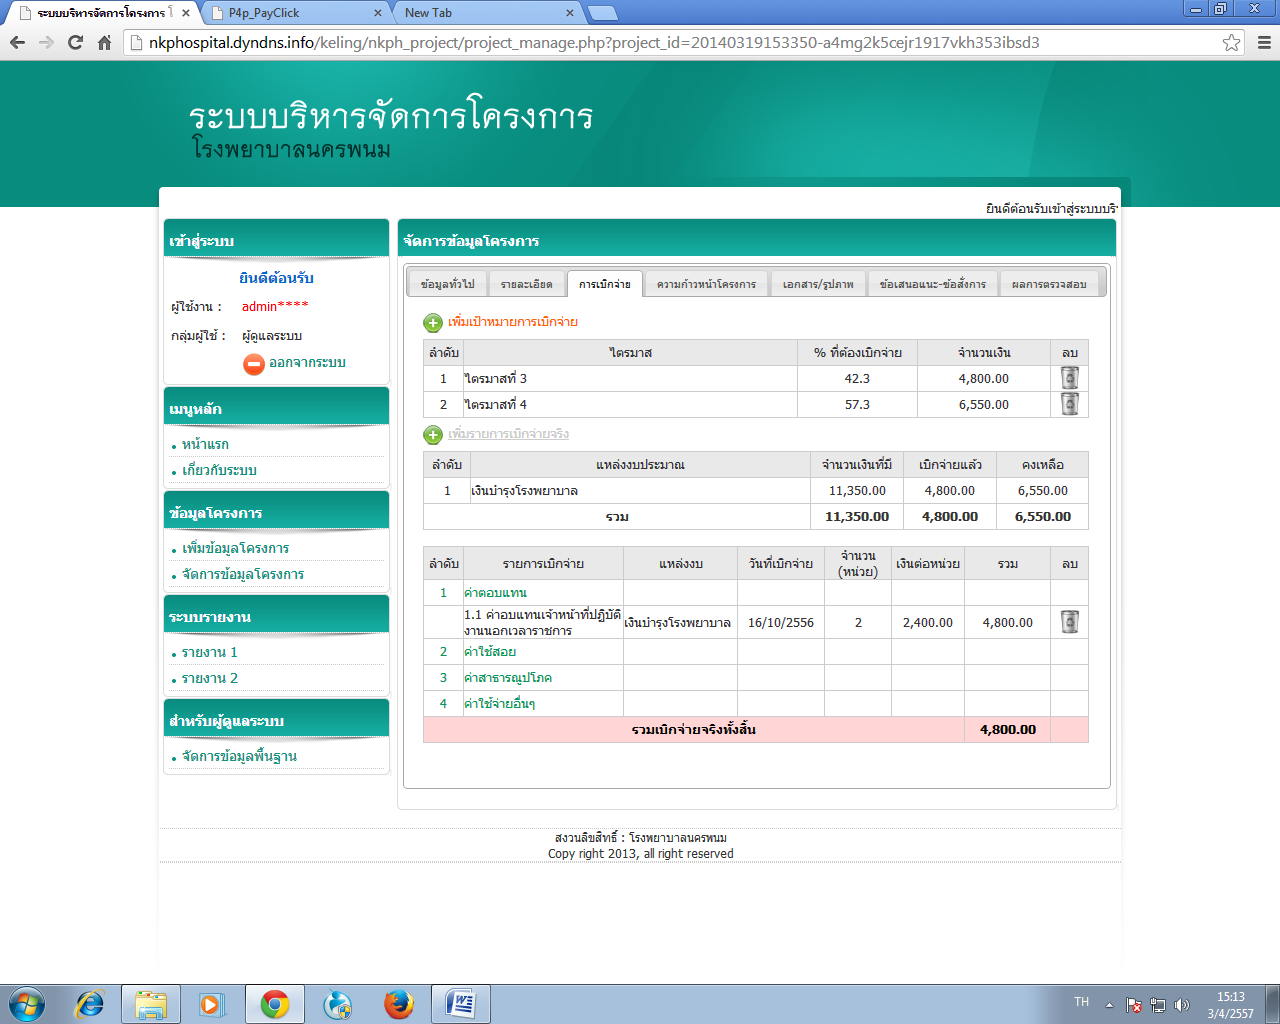 ระบบบริหารจัดการโครงการ โ
P4p_PayClick
New Tab
nkphospital.dyndns.info/keling/nkph_project/project_manage.php?project_id=20140319153350-a4mg2k5cejr1917vkh353ibsd3
ระบบบริหารจัดการโครงการ
โรงพยาบาลนครพนม
ยินดีต้อนรับเข้าสู่ระบบบริ
เข้าสู่ระบบ
ยินดีต้อนรับ
ผู้ใช้งาน : admin****
กลุ่มผู้ใช้ : ผู้ดูแลระบบ
ออกจากระบบ
เมนูหลัก
หน้าแรก
เกี่ยวกับระบบ
ข้อมูลโครงการ
เพิ่มข้อมูลโครงการ
จัดการข้อมูลโครงการ
ระบบรายงาน
รายงาน 1
รายงาน 2
สำหรับผู้ดูแลระบบ
จัดการข้อมูลพื้นฐาน
จัดการข้อมูลโครงการ
ข้อมูลทั่วไป รายละเอียด การเบิกจ่าย ความก้าวหน้าโครงการ เอกสาร/รูปภาพ ข้อเสนอแนะ-ข้อสั่งการ ผลการตรวจสอบ
เพิ่มเป้าหมายการเบิกจ่าย
ลำดับ ไตรมาส % ที่ต้องเบิกจ่าย จำนวนเงิน ลบ
1 ไตรมาสที่ 3 42.3 4,800.00
2 ไตรมาสที่ 4 57.3 6,550.00
เพิ่มรายการเบิกจ่ายจริง
ลำดับ แหล่งงบประมาณ จำนวนเงินที่มี เบิกจ่ายแล้ว คงเหลือ
1 เงินบำรุงโรงพยาบาล 11,350.00 4,800.00 6,550.00
รวม 11,350.00 4,800.00 6,550.00
ลำดับ รายการเบิกจ่าย แหล่งงบ วันที่เบิกจ่าย จำนวน (หน่วย) เงินต่อหน่วย รวม ลบ
1 ค่าตอบแทน
1.1 ค่าอบแทนเจ้าหน้าที่ปฏิบัติ
งานนอกเวลาราชการ เงินบำรุงโรงพยาบาล 16/10/2556 2 2,400.00 4,800.00
2 ค่าใช้สอย
3 ค่าสาธารณูปโภค
4 ค่าใช้จ่ายอื่นๆ
รวมเบิกจ่ายจริงทั้งสิ้น 4,800.00
สงวนลิขสิทธิ์ : โรงพยาบาลนครพนม
Copy right 2013, all right reserved
TH
15:13
3/4/2557